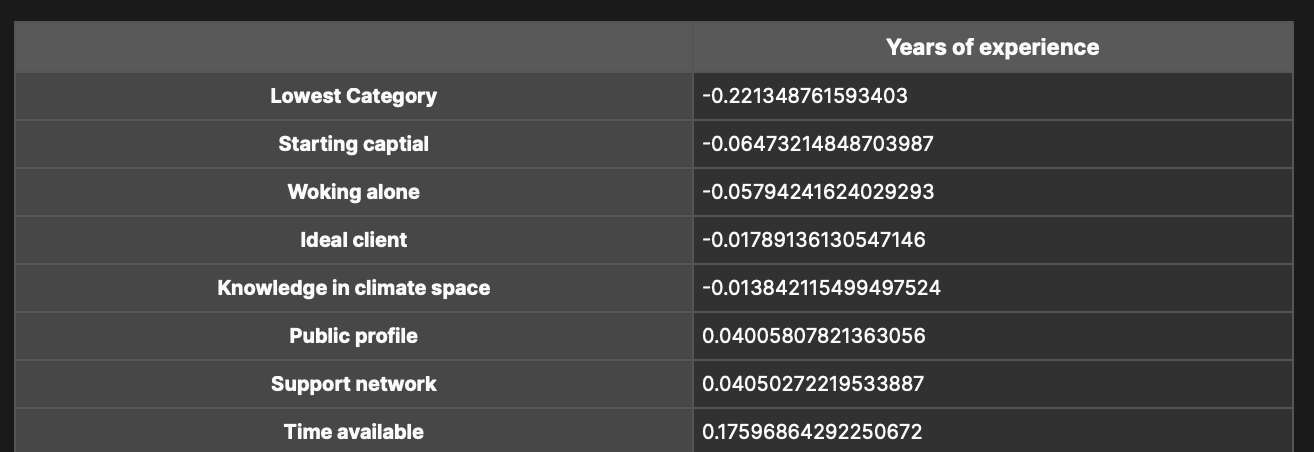 Years of experience
Lowest Category -0.221348761593403
Starting captial -0.06473214848703987
Woking alone -0.05794241624029293
Ideal client -0.01789136130547146
Knowledge in climate space -0.013842115499497524
Public profile 0.04005807821363056
Support network 0.04050272219533887
Time available 0.17596864292250672